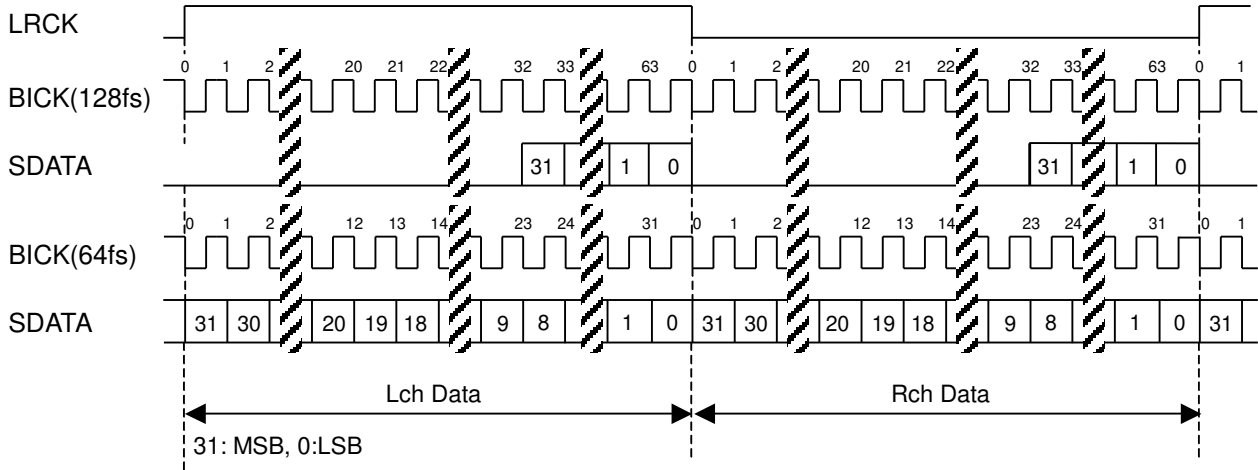 LRCK
0 1 2 20 21 22 32 33 63 0 1 2 20 21 22 32 33 63 0 1
BICK(128fs)
SDATA 31 1 0 31 1 0
0 1 2 12 13 14 23 24 31 0 1 2 12 13 14 23 24 31 0 1
BICK(64fs)
SDATA 31 30 20 19 18 9 8 1 0 31 30 20 19 18 9 8 1 0 31
Lch Data Rch Data
31: MSB, 0:LSB